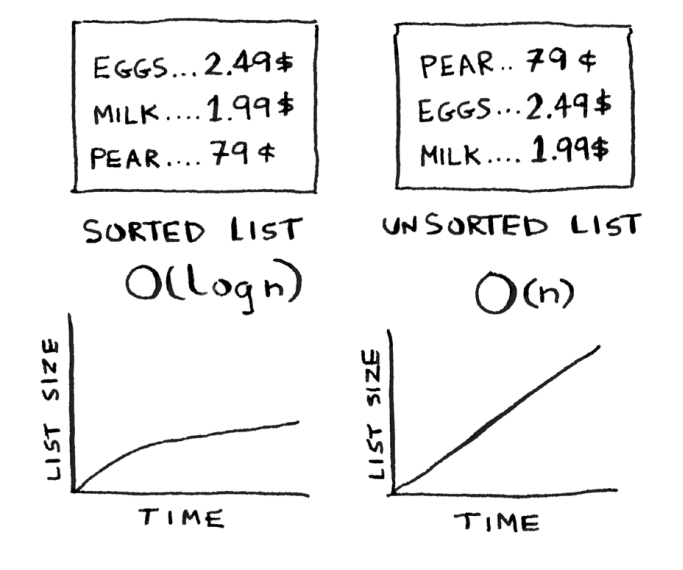 EGGS...2.49$
MILK....1.99$
PEAR....79¢
SORTED LIST
O(log n)
LIST SIZE
TIME
PEAR..79¢
EGGS...2.49$
MILK....1.99$
UNSORTED LIST
O(n)
LIST SIZE
TIME